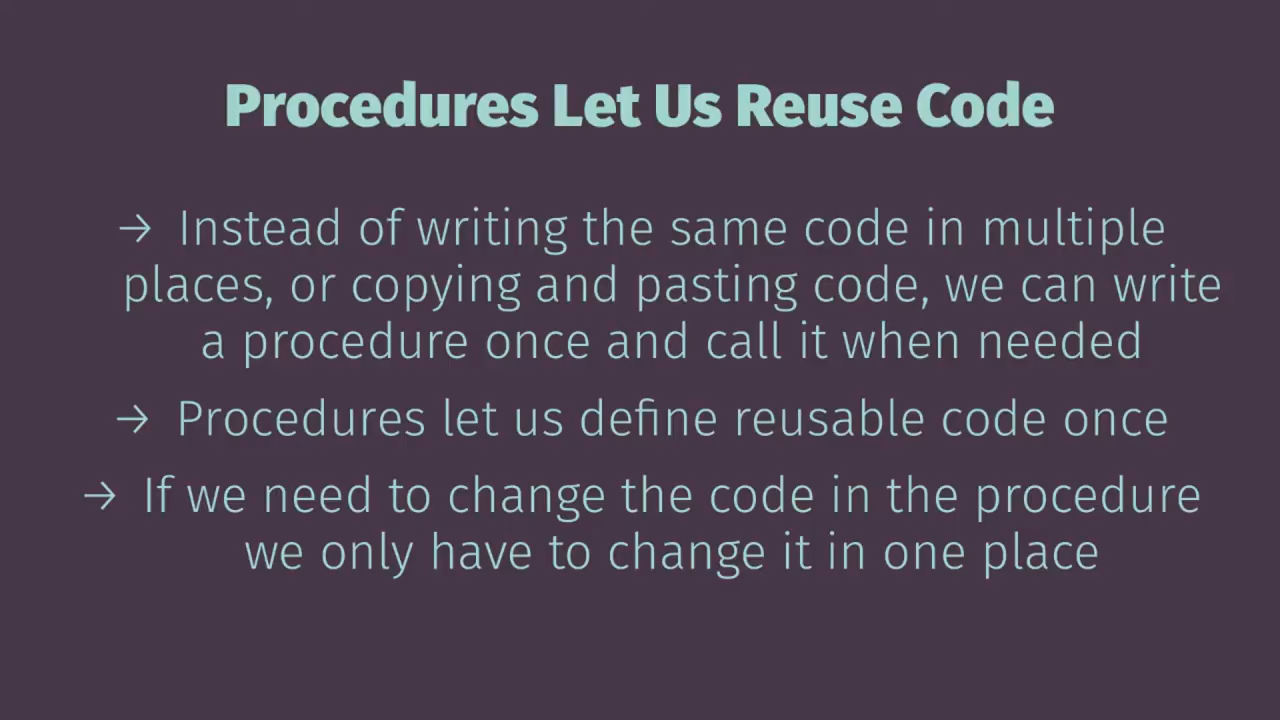 Procedures Let Us Reuse Code
→ Instead of writing the same code in multiple
places, or copying and pasting code, we can write
a procedure once and call it when needed
→ Procedures let us define reusable code once
→ If we need to change the code in the procedure
we only have to change it in one place